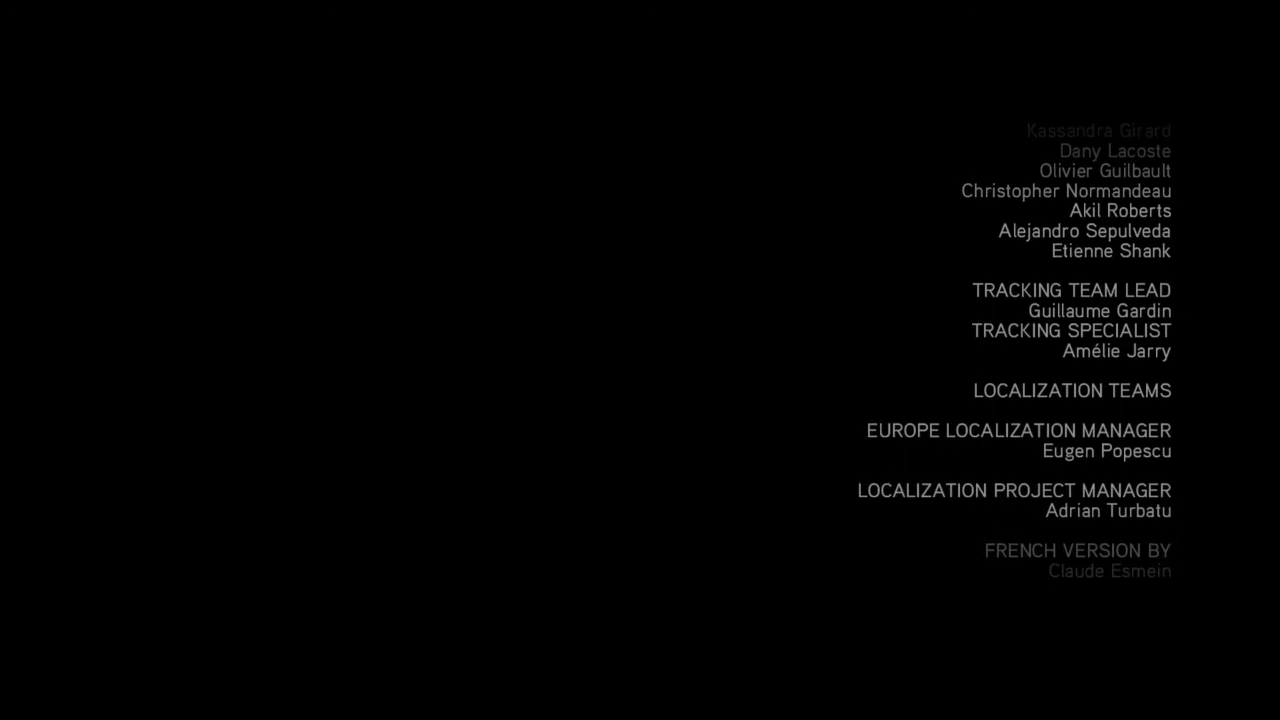 Kassandra Girard
Dany Lacoste
Olivier Guilbault
Christopher Normandeau
Akil Roberts
Alejandro Sepulveda
Etienne Shank
TRACKING TEAM LEAD
Guillaume Gardin
TRACKING SPECIALIST
Amélie Jarry
LOCALIZATION TEAMS
EUROPE LOCALIZATION MANAGER
Eugen Popescu
LOCALIZATION PROJECT MANAGER
Adrian Turbatu
FRENCH VERSION BY
Claude Esmein